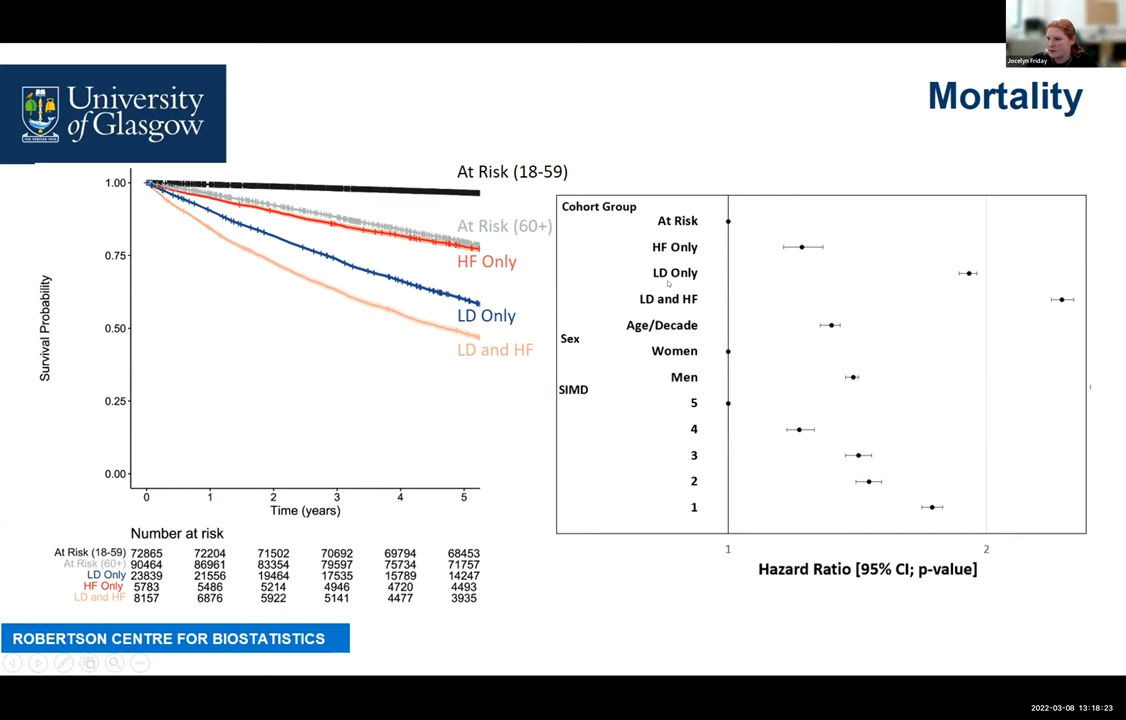 Jocelyn Friday
University
of Glasgow
Mortality
At Risk (18-59)
At Risk (60+)
HF Only
LD Only
LD and HF
1.00
0.75
0.50
0.25
0.00
Survival Probability
0 1 2 3 4 5
Time (years)
Number at risk
At Risk (18-59) 72865 72204 71502 70692 69794 68453
At Risk (60+) 90464 86961 83354 79597 75734 71757
LD Only 23839 21556 19464 17535 15789 14247
HF Only 5783 5486 5214 4946 4720 4493
LD and HF 8157 6876 5922 5141 4477 3935
Cohort Group
At Risk
HF Only
LD Only
LD and HF
Age/Decade
Sex
Women
Men
SIMD
5
4
3
2
1
1 2
Hazard Ratio [95% CI; p-value]
ROBERTSON CENTRE FOR BIOSTATISTICS
2022-03-08 13:18:23